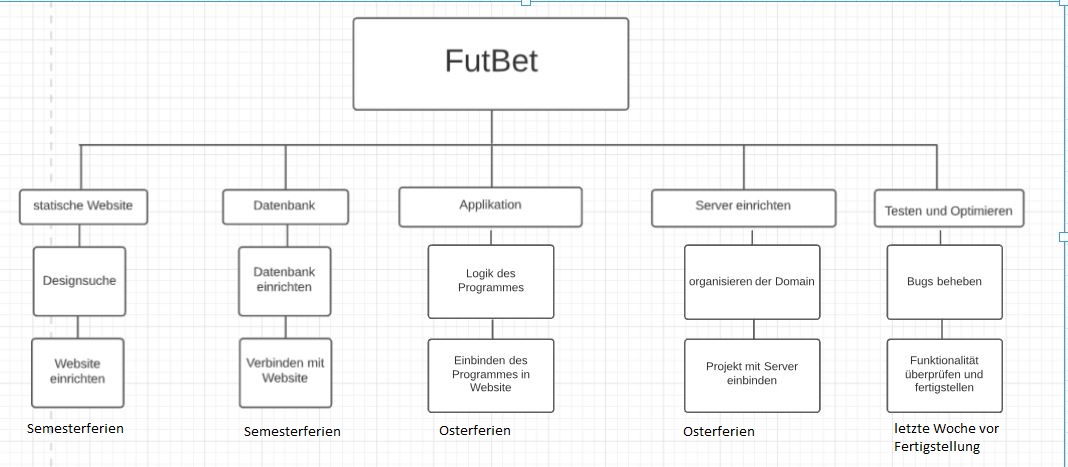 FutBet
statische Website
Datenbank
Applikation
Server einrichten
Testen und Optimieren
Designsuche
Datenbank
einrichten
Logik des
Programmes
organisieren der Domain
Bugs beheben
Website
einrichten
Verbinden mit
Website
Einbinden des
Programmes in
Website
Projekt mit Server
einbinden
Funktionalität
überprüfen und
fertigstellen
Semesterferien
Semesterferien
Osterferien
Osterferien
letzte Woche vor
Fertigstellung